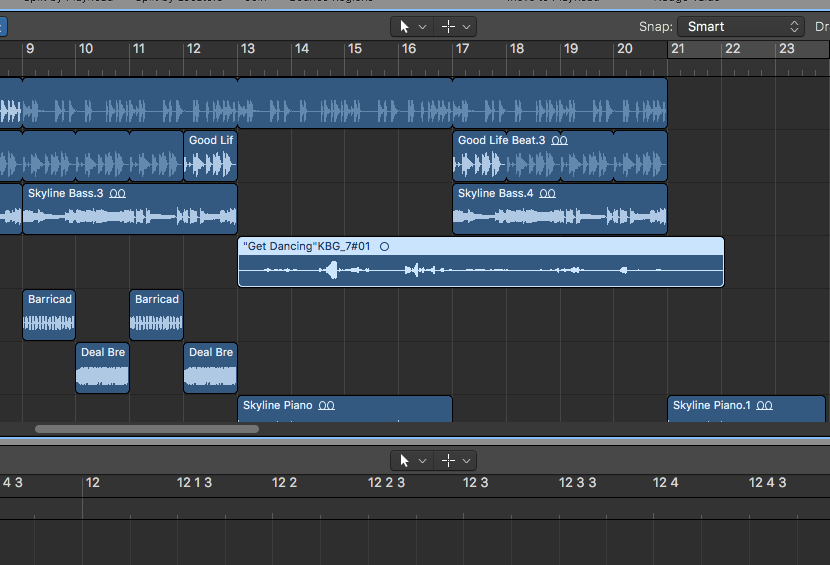 Snap: Smart Dr
9 10 11 12 13 14 15 16 17 18 19 20 21 22 23
Good Lif Good Life Beat.3
Skyline Bass.3 Skyline Bass.4
"Get Dancing"KBG_7#01
Barricad Barricad
Deal Bre Deal Bre
Skyline Piano Skyline Piano.1
4 3 12 12 1 3 12 2 12 2 3 12 3 12 3 3 12 4 12 4 3